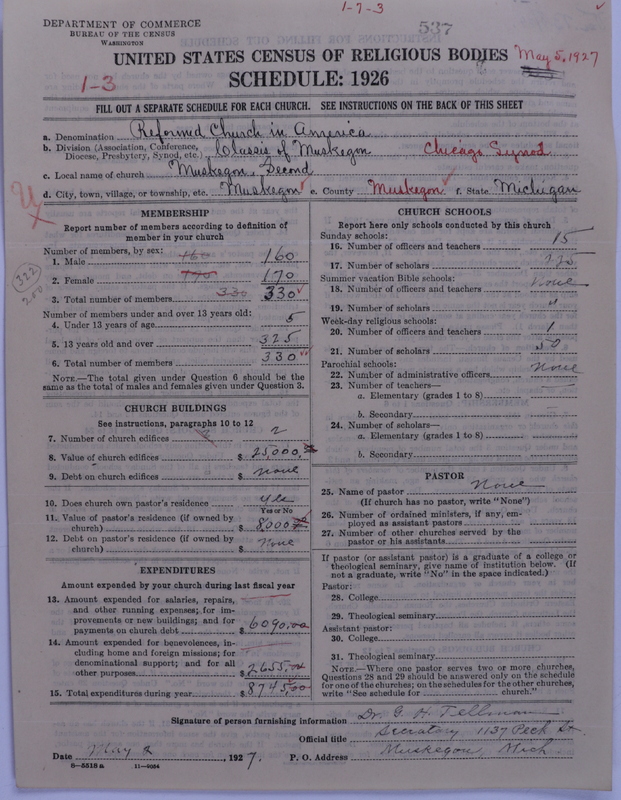 1-7-3
DEPARTMENT OF COMMERCE
BUREAU OF THE CENSUS
WASHINGTON
537
UNITED STATES CENSUS OF RELIGIOUS BODIES May 5, 1927
1-3 SCHEDULE: 1926
FILL OUT A SEPARATE SCHEDULE FOR EACH CHURCH. SEE INSTRUCTIONS ON THE BACK OF THIS SHEET
a. Denomination Reformed Church in America
b. Division (Association, Conference, Diocese, Presbytery, Synod, etc.) Classis of Muskegon Chicago Synod
c. Local name of church Muskegon, Second
d. City, town, village, or township, etc. Muskegon e. County Muskegon f. State Michigan
MEMBERSHIP
Report number of members according to definition of
member in your church
Number of members, by sex:
1. Male 160 160
2. Female 170 170
3. Total number of members 330 330
322
200
Number of members under and over 13 years old:
4. Under 13 years of age 5
5. 13 years old and over 325
6. Total number of members 330
NOTE.—The total given under Question 6 should be the
same as the total of males and females given under Question 3.
CHURCH BUILDINGS
See instructions, paragraphs 10 to 12
7. Number of church edifices 2
8. Value of church edifices $ 25,000
9. Debt on church edifices $ none
10. Does church own pastor's residence yes
Yes or No
11. Value of pastor's residence (if owned by
church) $ 8,000
12. Debt on pastor's residence (if owned by
church) $ None
EXPENDITURES
Amount expended by your church during last fiscal year
13. Amount expended for salaries, repairs,
and other running expenses; for im-
provements or new buildings; and for
payments on church debt $ 6090.00
14. Amount expended for benevolences, in-
cluding home and foreign missions; for
denominational support; and for all
other purposes $ 2655.00
15. Total expenditures during year $ 8745.00
CHURCH SCHOOLS
Report here only schools conducted by this church
Sunday schools:
16. Number of officers and teachers 15
17. Number of scholars 225
Summer vacation Bible schools:
18. Number of officers and teachers None
19. Number of scholars "
Week-day religious schools:
20. Number of officers and teachers 1
21. Number of scholars 50
Parochial schools:
22. Number of administrative officers None
23. Number of teachers—
a. Elementary (grades 1 to 8)
b. Secondary
24. Number of scholars—
a. Elementary (grades 1 to 8)
b. Secondary
PASTOR
25. Name of pastor None
(If church has no pastor, write "None")
26. Number of ordained ministers, if any, em-
ployed as assistant pastors
27. Number of other churches served by the
pastor or his assistants
If pastor (or assistant pastor) is a graduate of a college or
theological seminary, give name of institution below. (If
not a graduate, write "No" in the space indicated.)
Pastor:
28. College
29. Theological seminary
Assistant pastor:
30. College
31. Theological seminary
NOTE.—Where one pastor serves two or more churches,
Questions 28 and 29 should be answered only on the schedule
for one of the churches; on the schedules for the other churches,
write "See schedule for church."
Signature of person furnishing information Dr. G. H. Tellman
Official title Secretary 1137 Peck St.
Date May 2, 1927. P. O. Address Muskegon, Mich
8-5518a 11-9024